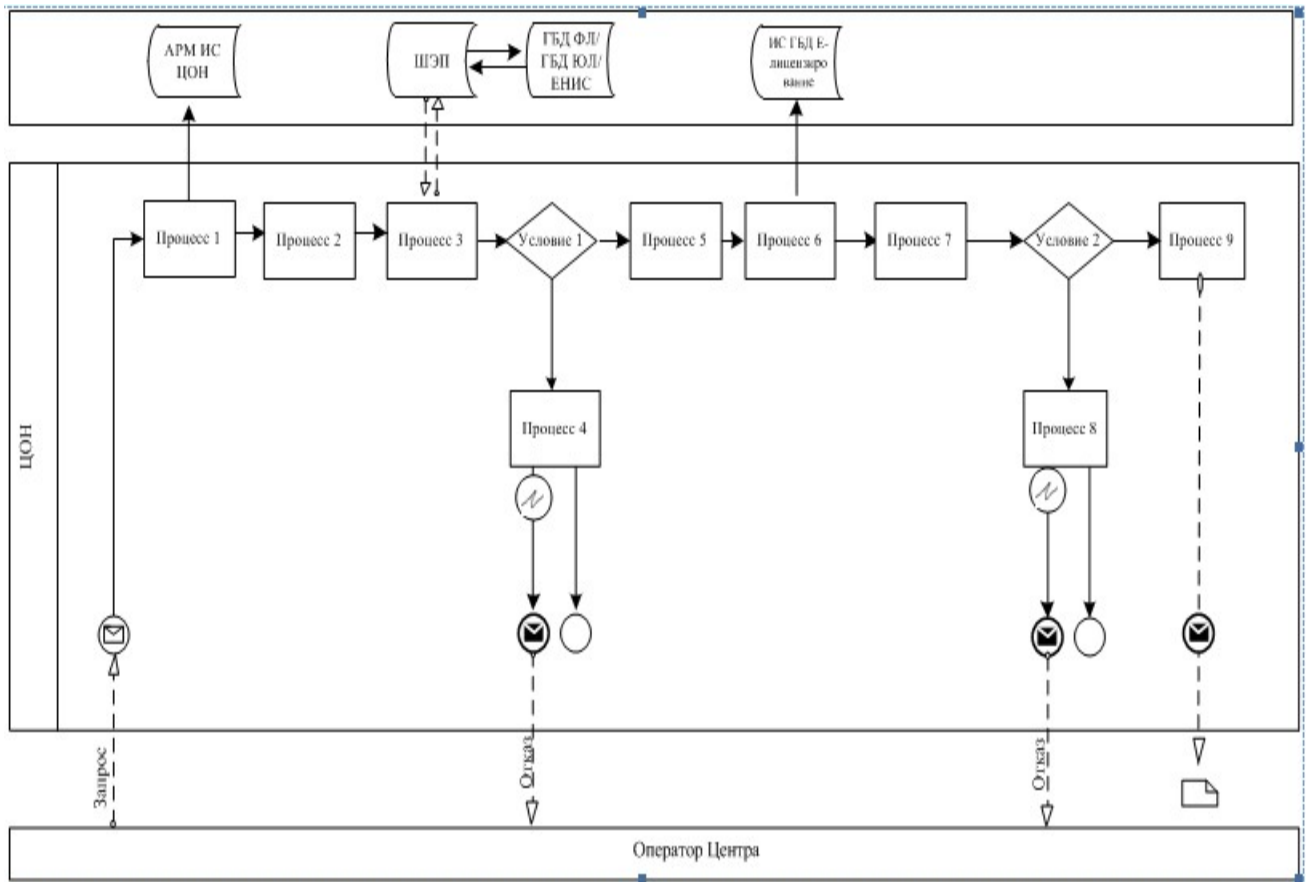 АРМ ИС
ЦОН
ШЭП
ГБД ФЛ/
ГБД ЮЛ/
ЕНИС
ИС ГБД Е-
лицензиро
вание
ЦОН
Процесс 1
Процесс 2
Процесс 3
Условие 1
Процесс 5
Процесс 6
Процесс 7
Условие 2
Процесс 9
Процесс 4
Процесс 8
Запрос
Отказ
Отказ
Оператор Центра